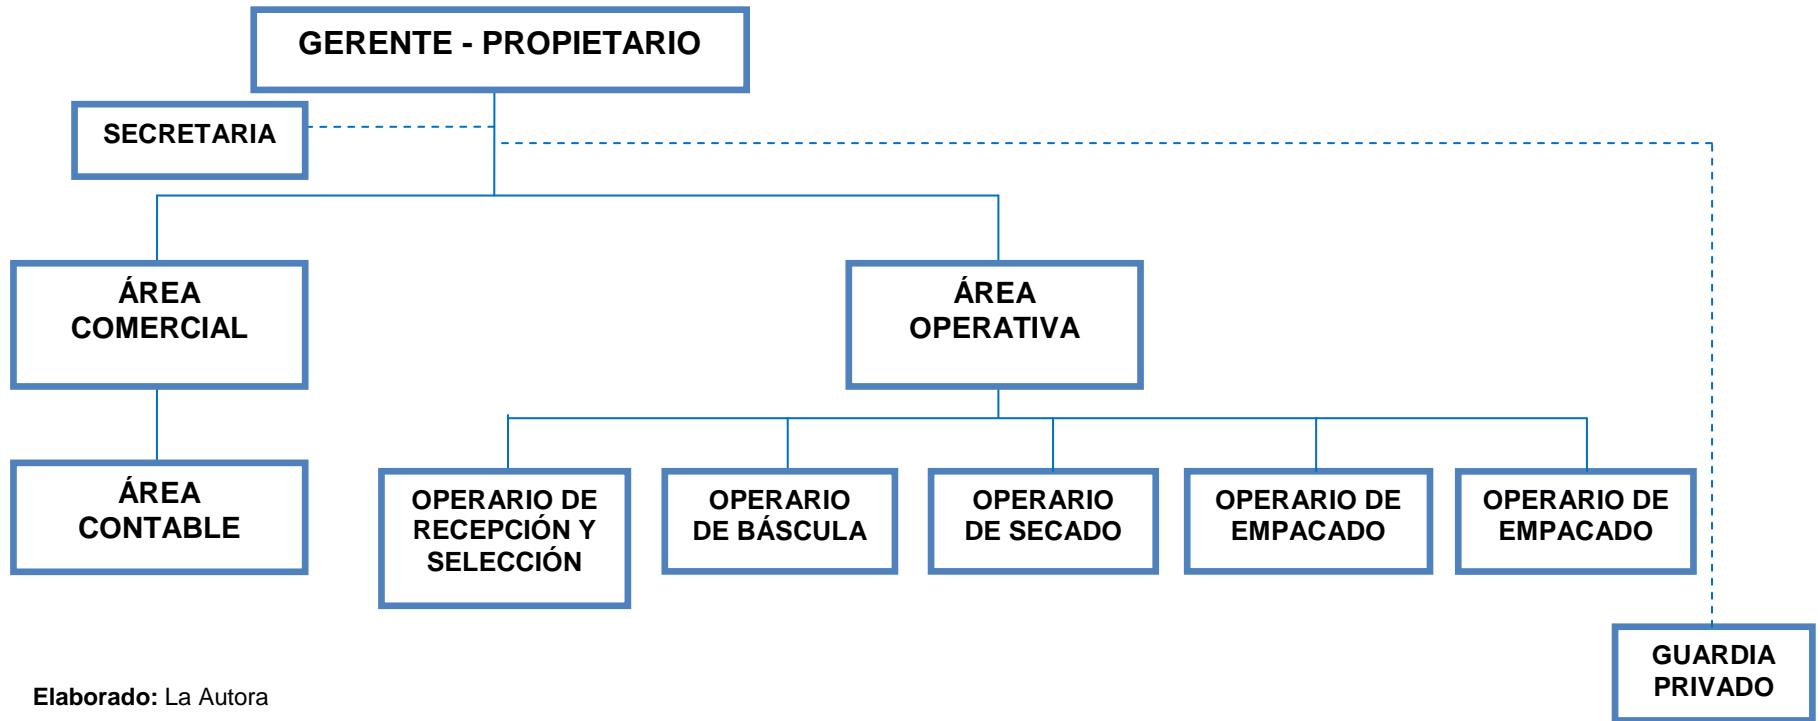 GERENTE - PROPIETARIO
SECRETARIA
ÁREA
COMERCIAL
ÁREA
OPERATIVA
ÁREA
CONTABLE
OPERARIO DE
RECEPCIÓN Y
SELECCIÓN
OPERARIO
DE BÁSCULA
OPERARIO
DE SECADO
OPERARIO DE
EMPACADO
OPERARIO DE
EMPACADO
GUARDIA
PRIVADO
Elaborado: La Autora